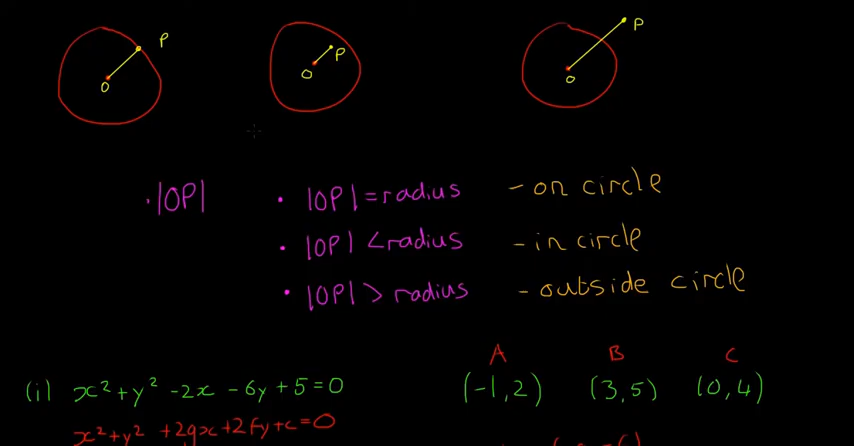 P
O
P
O
P
O
· |OP|
· |OP| = radius - on circle
· |OP| < radius - in circle
· |OP| > radius - outside circle
A B C
(i) x² + y² - 2x - 6y + 5 = 0 (-1, 2) (3, 5) (0, 4)
x² + y² + 2gx + 2fy + c = 0